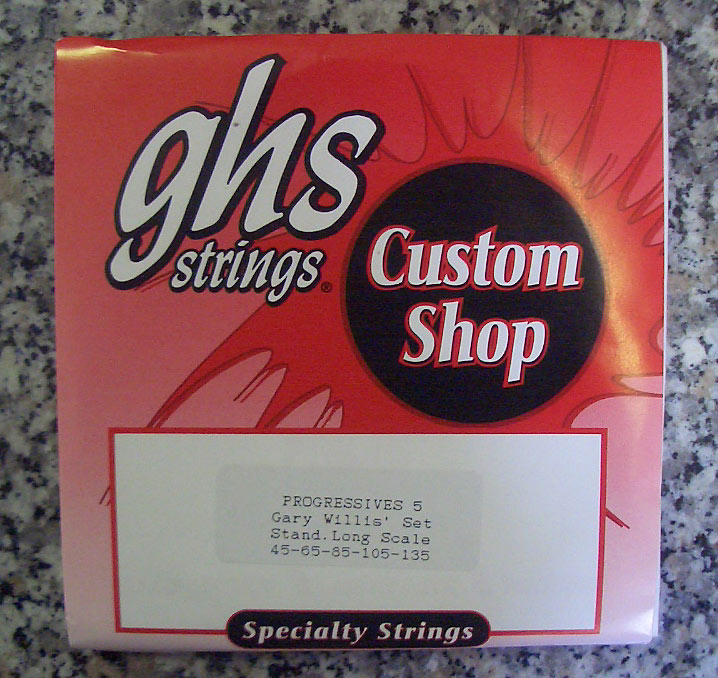 ghs
strings®
Custom
Shop
PROGRESSIVES 5
Gary Willis' Set
Stand.Long Scale
45-65-85-105-135
Specialty Strings